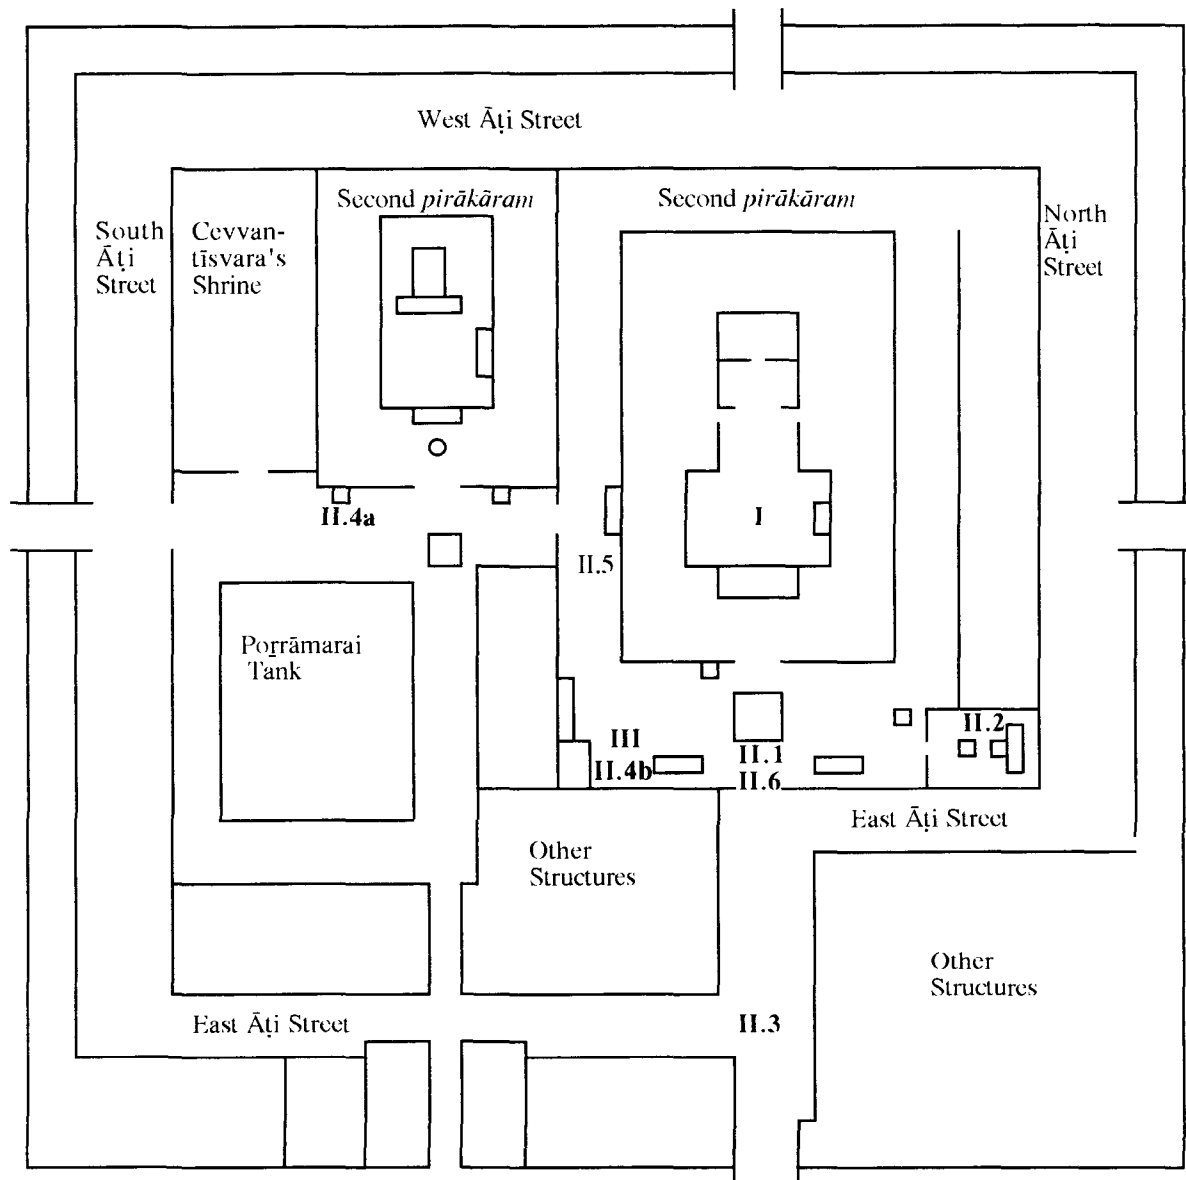 West Āṭi Street
Second pirākāram
Second pirākāram
South
Āṭi
Street
Cevvan-
tīsvara's
Shrine
North
Āṭi
Street
II.4a
I
II.5
Poṟṟāmarai
Tank
II.2
III
II.1
II.4b
II.6
East Āṭi Street
Other
Structures
Other
Structures
East Āṭi Street
II.3